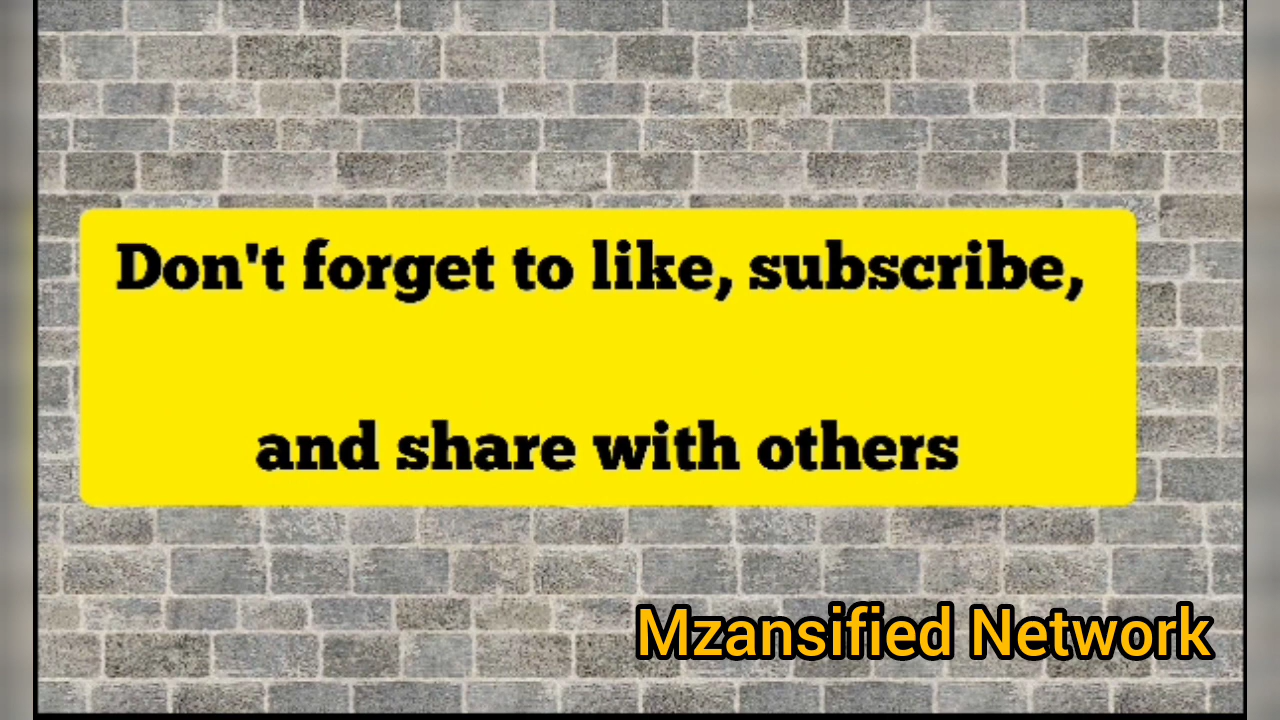 Don't forget to like, subscribe,
and share with others
Mzansified Network